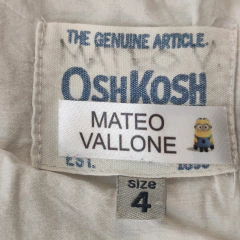 THE GENUINE ARTICLE.
OSHKOSH
MATEO
VALLONE
EST.
size
4